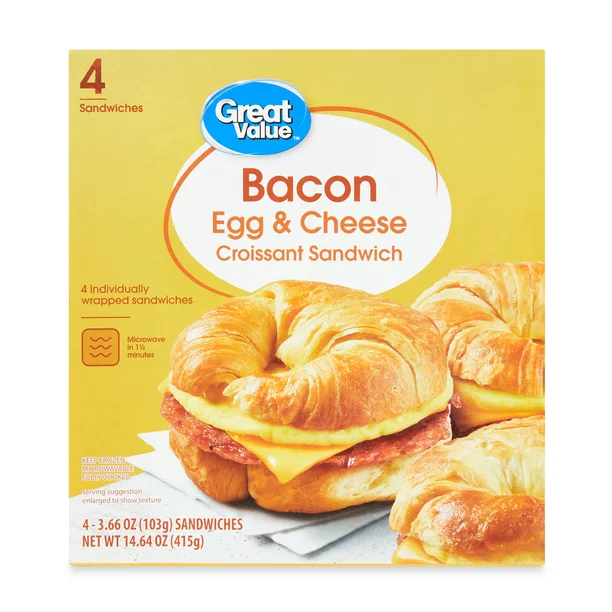 4
Sandwiches
Great
Value™
Bacon
Egg & Cheese
Croissant Sandwich
4 Individually
wrapped sandwiches
Microwave
in 1½
minutes
KEEP FROZEN
MICROWAVABLE
FULLY COOKED
serving suggestion
enlarged to show texture
4 - 3.66 OZ (103g) SANDWICHES
NET WT 14.64 OZ (415g)